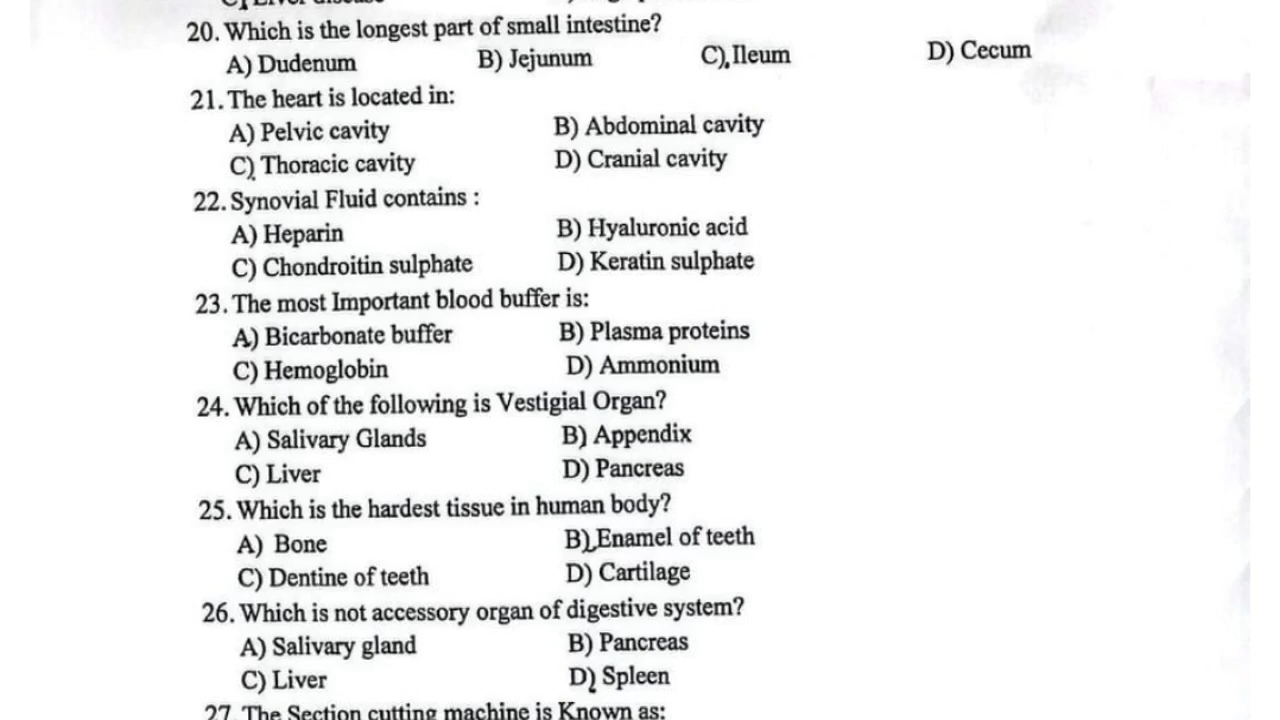 C) Liver disease
20. Which is the longest part of small intestine?
A) Dudenum B) Jejunum C) Ileum D) Cecum
21. The heart is located in:
A) Pelvic cavity B) Abdominal cavity
C) Thoracic cavity D) Cranial cavity
22. Synovial Fluid contains :
A) Heparin B) Hyaluronic acid
C) Chondroitin sulphate D) Keratin sulphate
23. The most Important blood buffer is:
A) Bicarbonate buffer B) Plasma proteins
C) Hemoglobin D) Ammonium
24. Which of the following is Vestigial Organ?
A) Salivary Glands B) Appendix
C) Liver D) Pancreas
25. Which is the hardest tissue in human body?
A) Bone B) Enamel of teeth
C) Dentine of teeth D) Cartilage
26. Which is not accessory organ of digestive system?
A) Salivary gland B) Pancreas
C) Liver D) Spleen
27. The Section cutting machine is Known as: